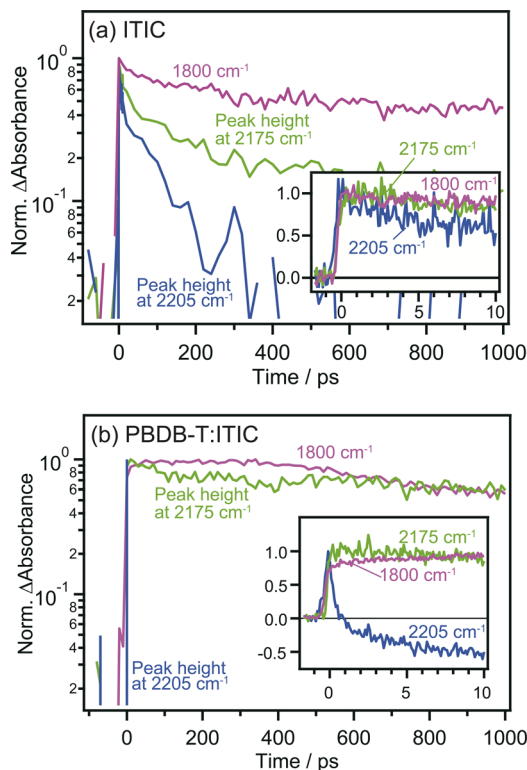 (a) ITIC
1800 cm⁻¹
Peak height
at 2175 cm⁻¹
Peak height
at 2205 cm⁻¹
Norm. ΔAbsorbance
10⁰
8
6
4
2
10⁻¹
8
6
4
2
2175 cm⁻¹
1800 cm⁻¹
2205 cm⁻¹
1.0
0.5
0.0
0 5 10
0 200 400 600 800 1000
Time / ps
(b) PBDB-T:ITIC
1800 cm⁻¹
Peak height
at 2175 cm⁻¹
Peak height
at 2205 cm⁻¹
Norm. ΔAbsorbance
10⁰
8
6
4
2
10⁻¹
8
6
4
2
2175 cm⁻¹
1800 cm⁻¹
2205 cm⁻¹
1.0
0.5
0.0
-0.5
0 5 10
0 200 400 600 800 1000
Time / ps